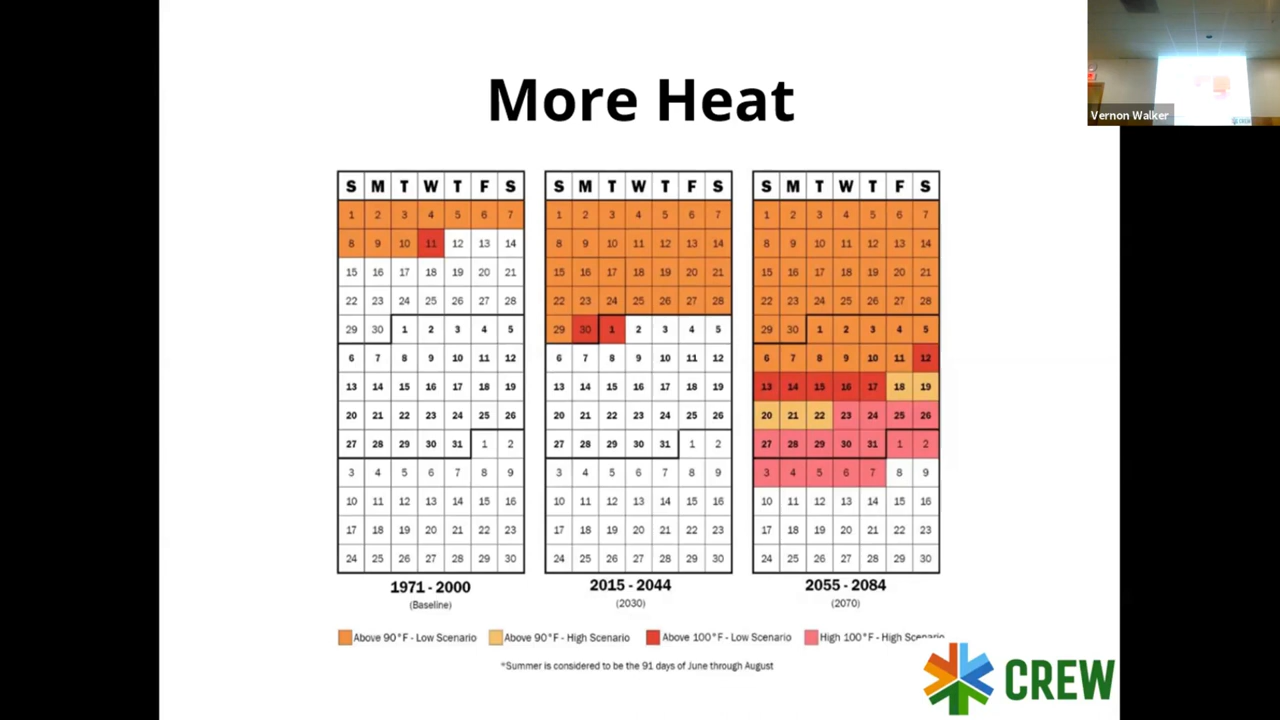 More Heat
Vernon Walker
S M T W T F S
1 2 3 4 5 6 7
8 9 10 11 12 13 14
15 16 17 18 19 20 21
22 23 24 25 26 27 28
29 30 1 2 3 4 5
6 7 8 9 10 11 12
13 14 15 16 17 18 19
20 21 22 23 24 25 26
27 28 29 30 31 1 2
3 4 5 6 7 8 9
10 11 12 13 14 15 16
17 18 19 20 21 22 23
24 25 26 27 28 29 30
1971 - 2000
(Baseline)
S M T W T F S
1 2 3 4 5 6 7
8 9 10 11 12 13 14
15 16 17 18 19 20 21
22 23 24 25 26 27 28
29 30 1 2 3 4 5
6 7 8 9 10 11 12
13 14 15 16 17 18 19
20 21 22 23 24 25 26
27 28 29 30 31 1 2
3 4 5 6 7 8 9
10 11 12 13 14 15 16
17 18 19 20 21 22 23
24 25 26 27 28 29 30
2015 - 2044
(2030)
S M T W T F S
1 2 3 4 5 6 7
8 9 10 11 12 13 14
15 16 17 18 19 20 21
22 23 24 25 26 27 28
29 30 1 2 3 4 5
6 7 8 9 10 11 12
13 14 15 16 17 18 19
20 21 22 23 24 25 26
27 28 29 30 31 1 2
3 4 5 6 7 8 9
10 11 12 13 14 15 16
17 18 19 20 21 22 23
24 25 26 27 28 29 30
2055 - 2084
(2070)
Above 90°F - Low Scenario Above 90°F - High Scenario Above 100°F - Low Scenario High 100°F - High Scenario
*Summer is considered to be the 91 days of June through August
CREW